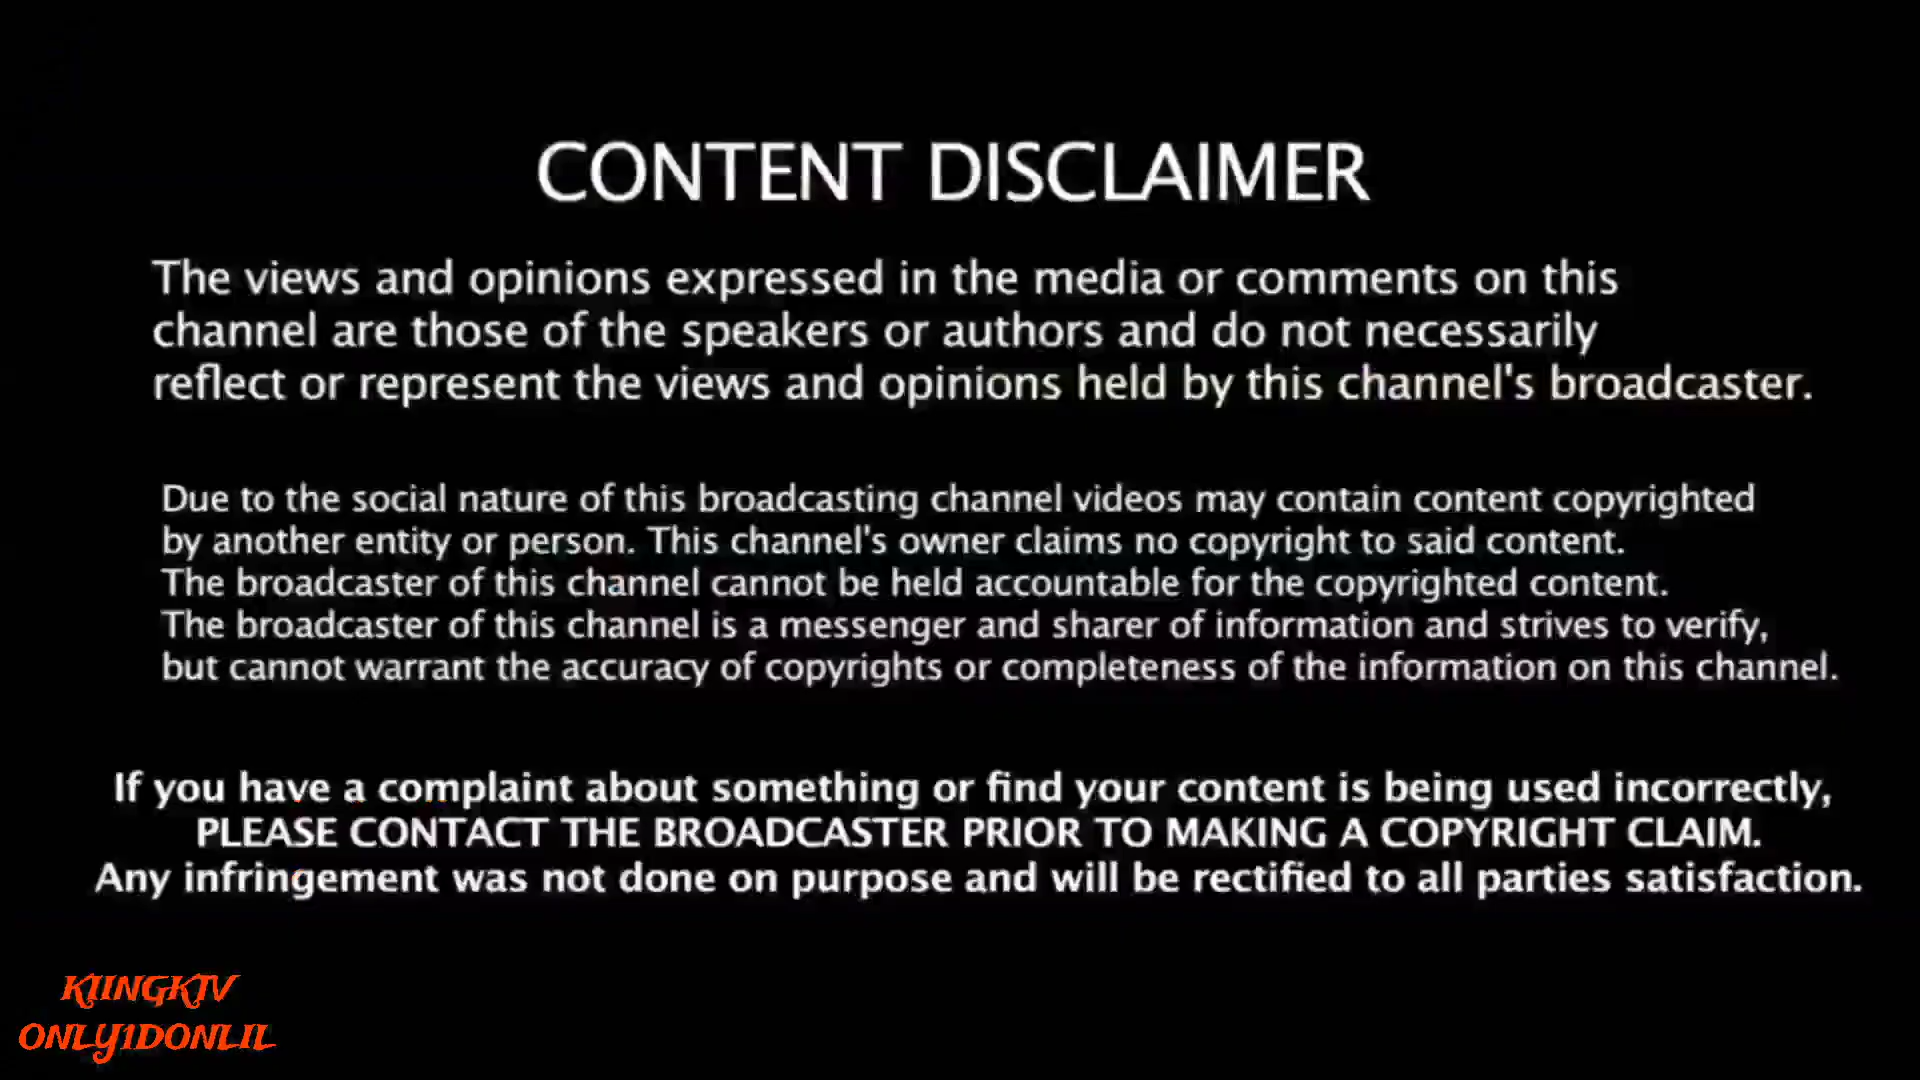 CONTENT DISCLAIMER
The views and opinions expressed in the media or comments on this
channel are those of the speakers or authors and do not necessarily
reflect or represent the views and opinions held by this channel's broadcaster.
Due to the social nature of this broadcasting channel videos may contain content copyrighted
by another entity or person. This channel's owner claims no copyright to said content.
The broadcaster of this channel cannot be held accountable for the copyrighted content.
The broadcaster of this channel is a messenger and sharer of information and strives to verify,
but cannot warrant the accuracy of copyrights or completeness of the information on this channel.
If you have a complaint about something or find your content is being used incorrectly,
PLEASE CONTACT THE BROADCASTER PRIOR TO MAKING A COPYRIGHT CLAIM.
Any infringement was not done on purpose and will be rectified to all parties satisfaction.
KIINGKTV
ONLY1DONLIL